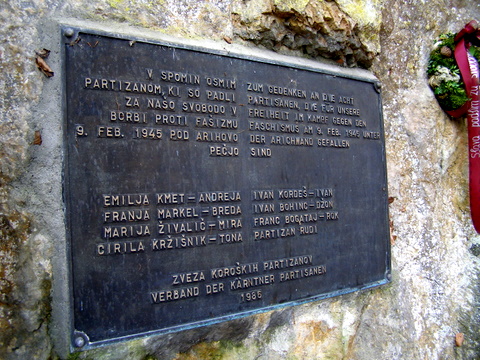 V SPOMIN OSMIM
PARTIZANOM, KI SO PADLI
ZA NAŠO SVOBODO V
BORBI PROTI FAŠIZMU
9. FEB. 1945 POD ARIHOVO
PEČJO
ZUM GEDENKEN AN DIE ACHT
PARTISANEN, DIE FÜR UNSERE
FREIHEIT IM KAMPF GEGEN DEN
FASCHISMUS AM 9. FEB. 1945 UNTER
DER ARICHWAND GEFALLEN
SIND
EMILJA KMET–ANDREJA
FRANJA MARKEL–BREDA
MARIJA ŽIVALIČ–MIRA
CIRILA KRŽIŠNIK–TONA
IVAN KORDEŠ–IVAN
IVAN BOHINC–DŽON
FRANC BOGATAJ–ROK
PARTIZAN RUDI
ZVEZA KOROŠKIH PARTIZANOV
VERBAND DER KÄRNTNER PARTISANEN
1986
Slava padlim